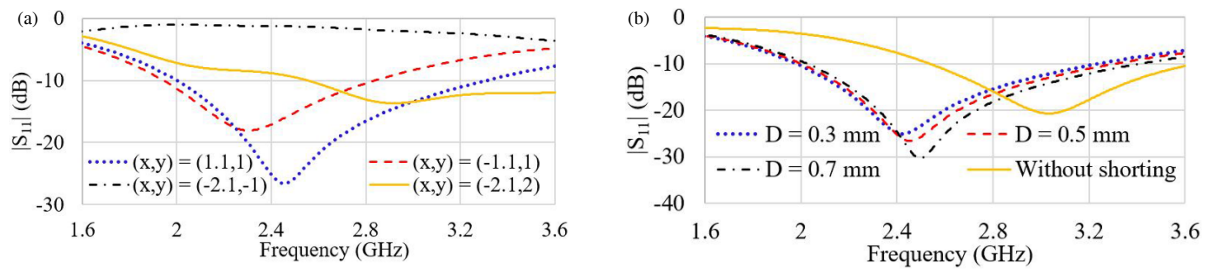 (a)
|S11| (dB)
0
-10
-20
-30
1.6
2
2.4
2.8
3.2
3.6
Frequency (GHz)
(x,y) = (1.1,1)
(x,y) = (-1.1,1)
(x,y) = (-2.1,-1)
(x,y) = (-2.1,2)
(b)
|S11| (dB)
0
-10
-20
-30
-40
1.6
2
2.4
2.8
3.2
3.6
Frequency (GHz)
D = 0.3 mm
D = 0.5 mm
D = 0.7 mm
Without shorting